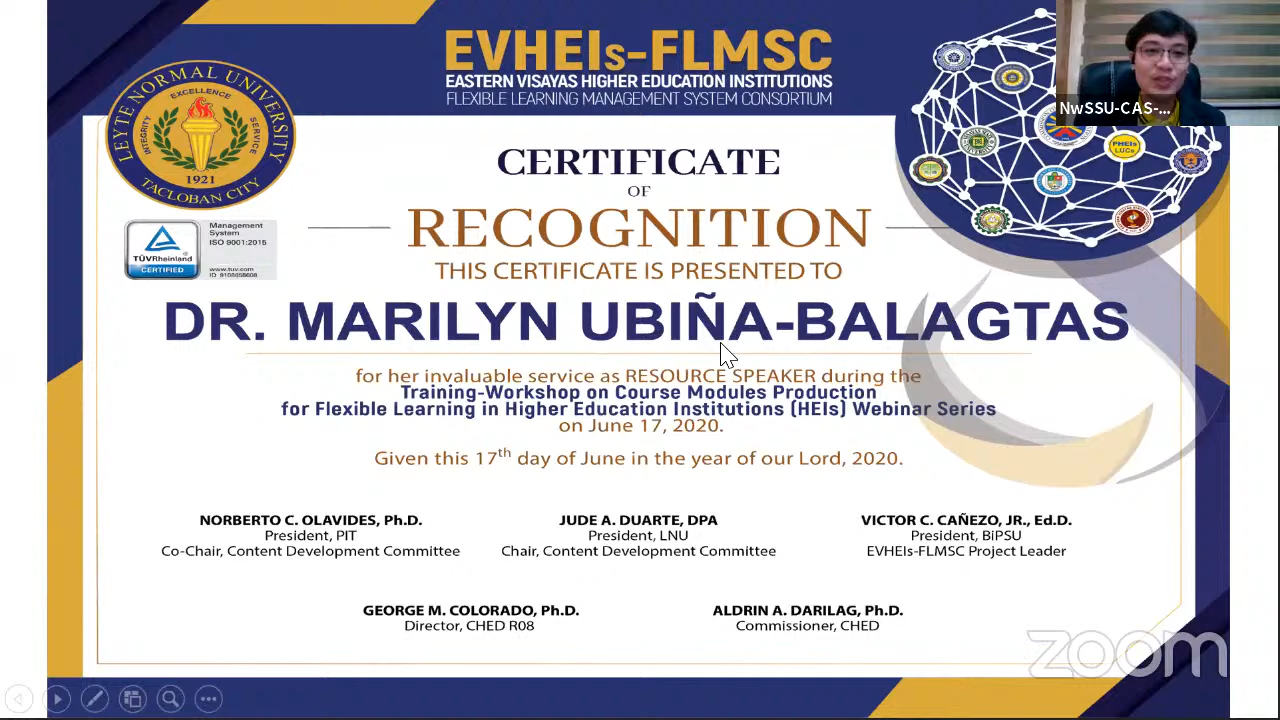 EVHEIs-FLMSC
EASTERN VISAYAS HIGHER EDUCATION INSTITUTIONS
FLEXIBLE LEARNING MANAGEMENT SYSTEM CONSORTIUM
NwSSU-CAS-...
LEYTE NORMAL UNIVERSITY
EXCELLENCE
INTEGRITY
SERVICE
1921
TACLOBAN CITY
PHEIs
LUCs
TÜVRheinland
CERTIFIED
Management
System
ISO 9001:2015
www.tuv.com
CERTIFICATE
OF
RECOGNITION
THIS CERTIFICATE IS PRESENTED TO
DR. MARILYN UBIÑA-BALAGTAS
for her invaluable service as RESOURCE SPEAKER during the
Training-Workshop on Course Modules Production
for Flexible Learning in Higher Education Institutions (HEIs) Webinar Series
on June 17, 2020.
Given this 17th day of June in the year of our Lord, 2020.
NORBERTO C. OLAVIDES, Ph.D.
President, PIT
Co-Chair, Content Development Committee
JUDE A. DUARTE, DPA
President, LNU
Chair, Content Development Committee
VICTOR C. CAÑEZO, JR., Ed.D.
President, BiPSU
EVHEIs-FLMSC Project Leader
GEORGE M. COLORADO, Ph.D.
Director, CHED R08
ALDRIN A. DARILAG, Ph.D.
Commissioner, CHED
zoom